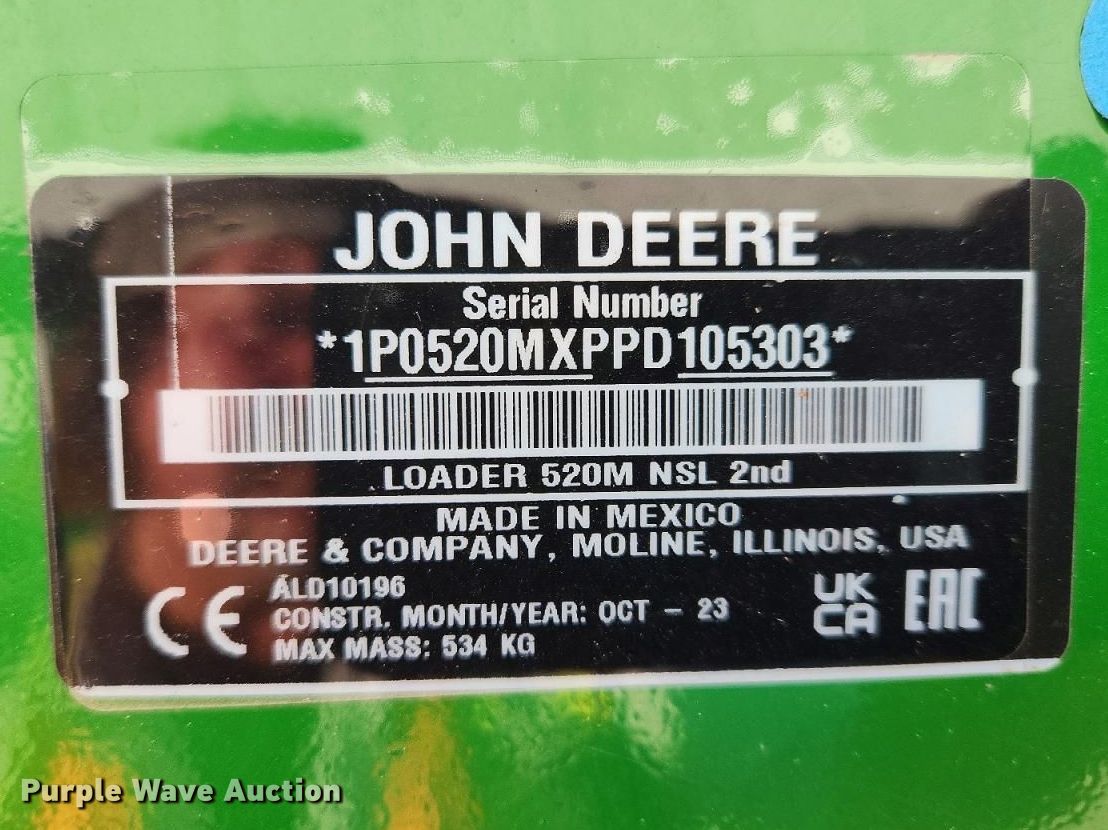 JOHN DEERE
Serial Number
*1P0520MXPPD105303*
LOADER 520M NSL 2nd
MADE IN MEXICO
DEERE & COMPANY, MOLINE, ILLINOIS, USA
CE
ALD10196
CONSTR. MONTH/YEAR: OCT - 23
MAX MASS: 534 KG
UK
CA
EAC
Purple Wave Auction